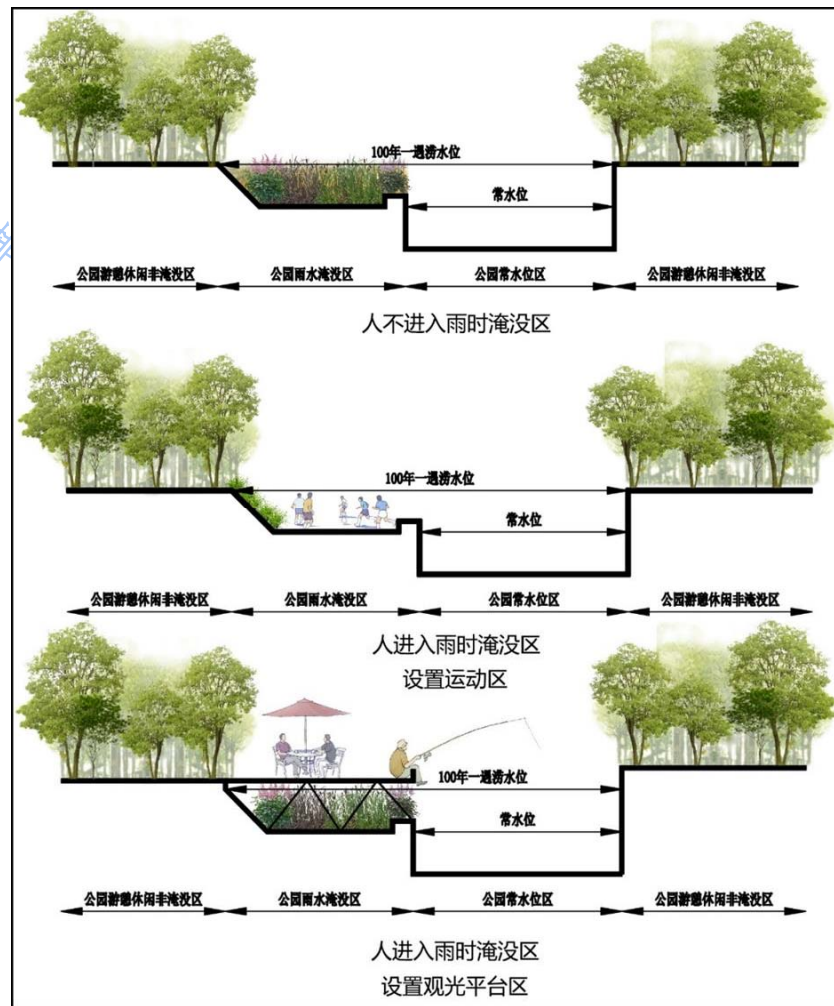 100年一遇涝水位
常水位
公园游憩休闲非淹没区 公园雨水淹没区 公园常水位区 公园游憩休闲非淹没区
人不进入雨时淹没区
100年一遇涝水位
常水位
公园游憩休闲非淹没区 公园雨水淹没区 公园常水位区 公园游憩休闲非淹没区
人进入雨时淹没区
设置运动区
100年一遇涝水位
常水位
公园游憩休闲非淹没区 公园雨水淹没区 公园常水位区 公园游憩休闲非淹没区
人进入雨时淹没区
设置观光平台区